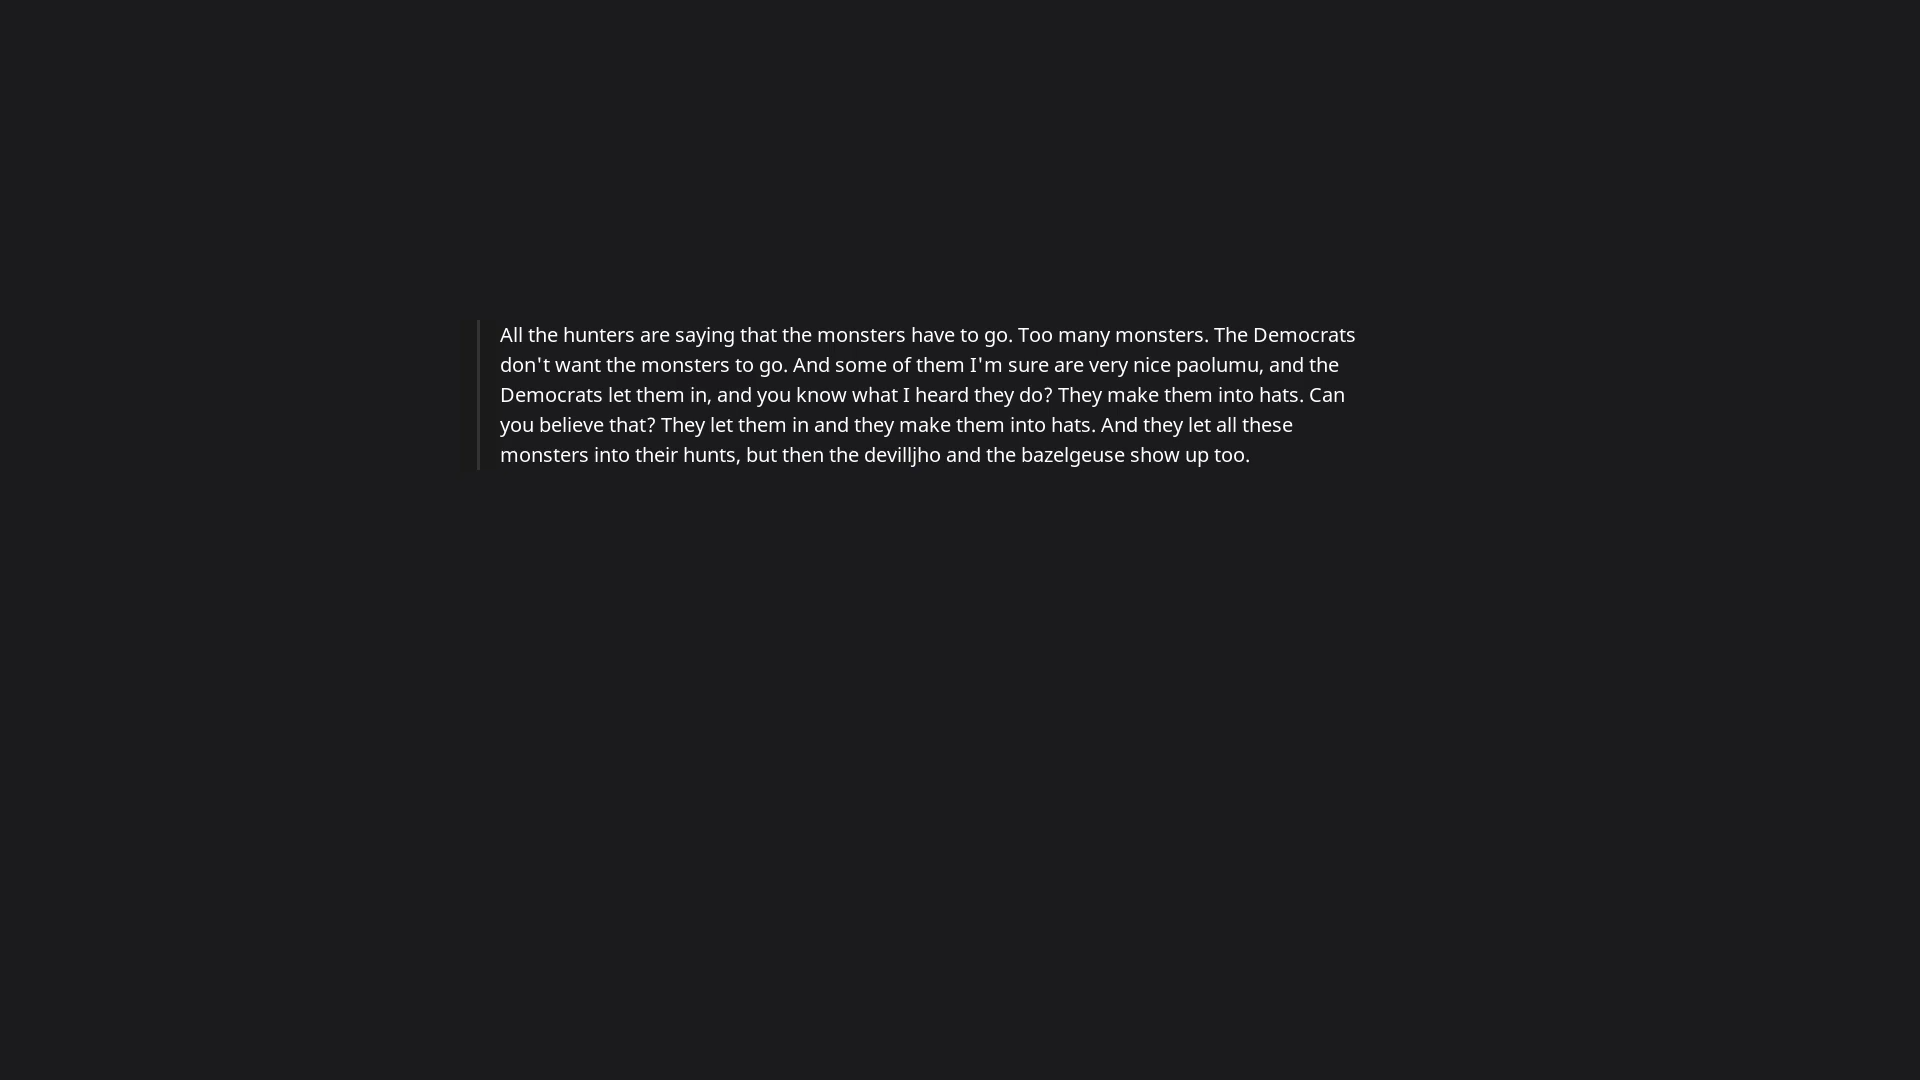 All the hunters are saying that the monsters have to go. Too many monsters. The Democrats
don't want the monsters to go. And some of them I'm sure are very nice paolumu, and the
Democrats let them in, and you know what I heard they do? They make them into hats. Can
you believe that? They let them in and they make them into hats. And they let all these
monsters into their hunts, but then the devilljho and the bazelgeuse show up too.